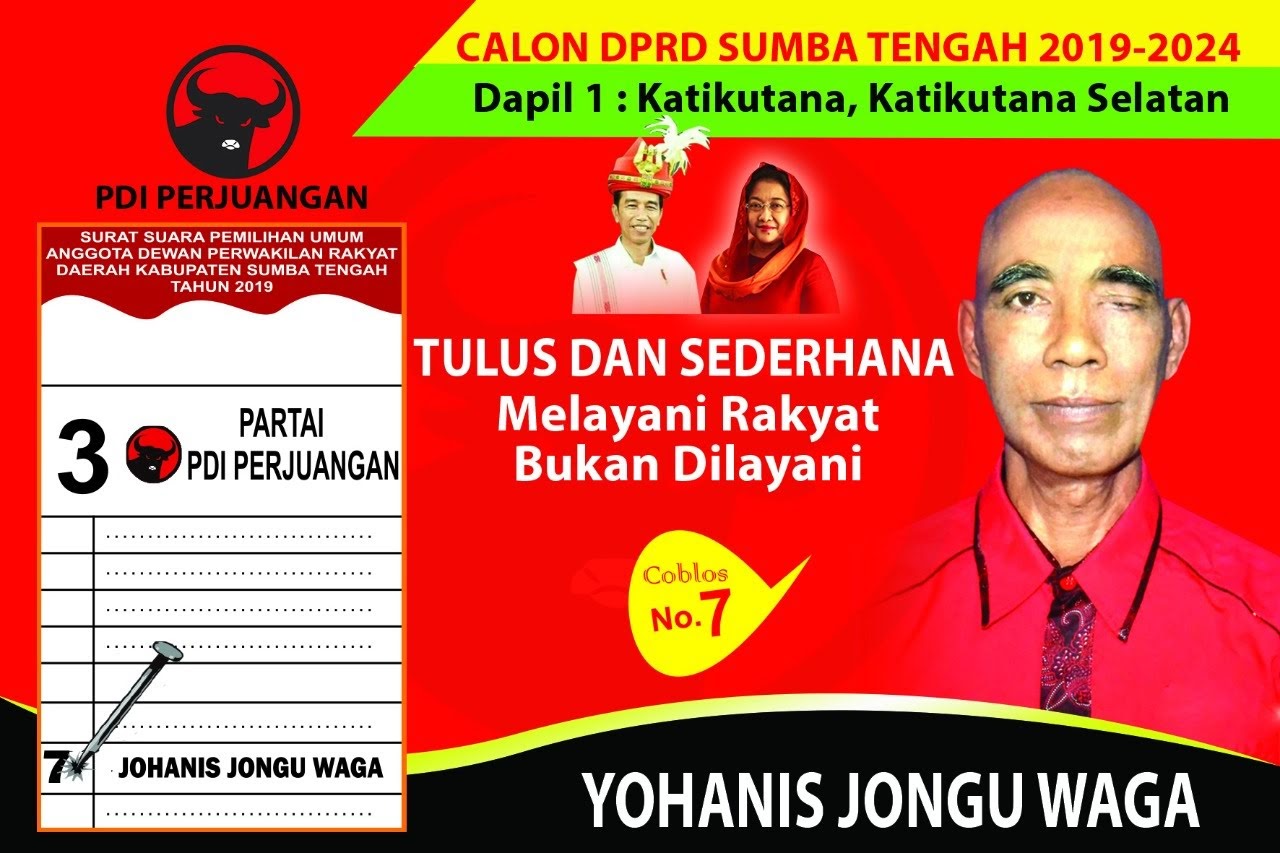 CALON DPRD SUMBA TENGAH 2019-2024
Dapil 1 : Katikutana, Katikutana Selatan
PDI PERJUANGAN
SURAT SUARA PEMILIHAN UMUM
ANGGOTA DEWAN PERWAKILAN RAKYAT
DAERAH KABUPATEN SUMBA TENGAH
TAHUN 2019
3
PARTAI
PDI PERJUANGAN
7
JOHANIS JONGU WAGA
TULUS DAN SEDERHANA
Melayani Rakyat
Bukan Dilayani
Coblos
No.7
YOHANIS JONGU WAGA